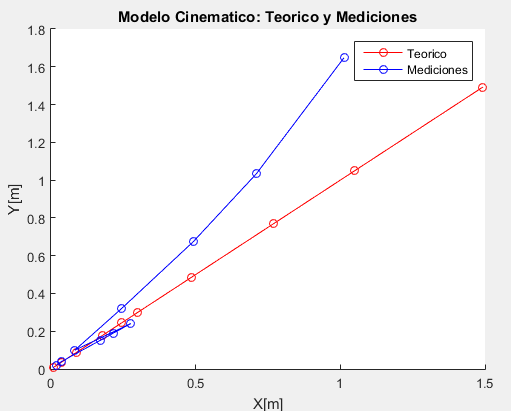 Modelo Cinematico: Teorico y Mediciones
Teorico
Mediciones
Y[m]
1.8
1.6
1.4
1.2
1
0.8
0.6
0.4
0.2
0
0 0.5 1 1.5
X[m]